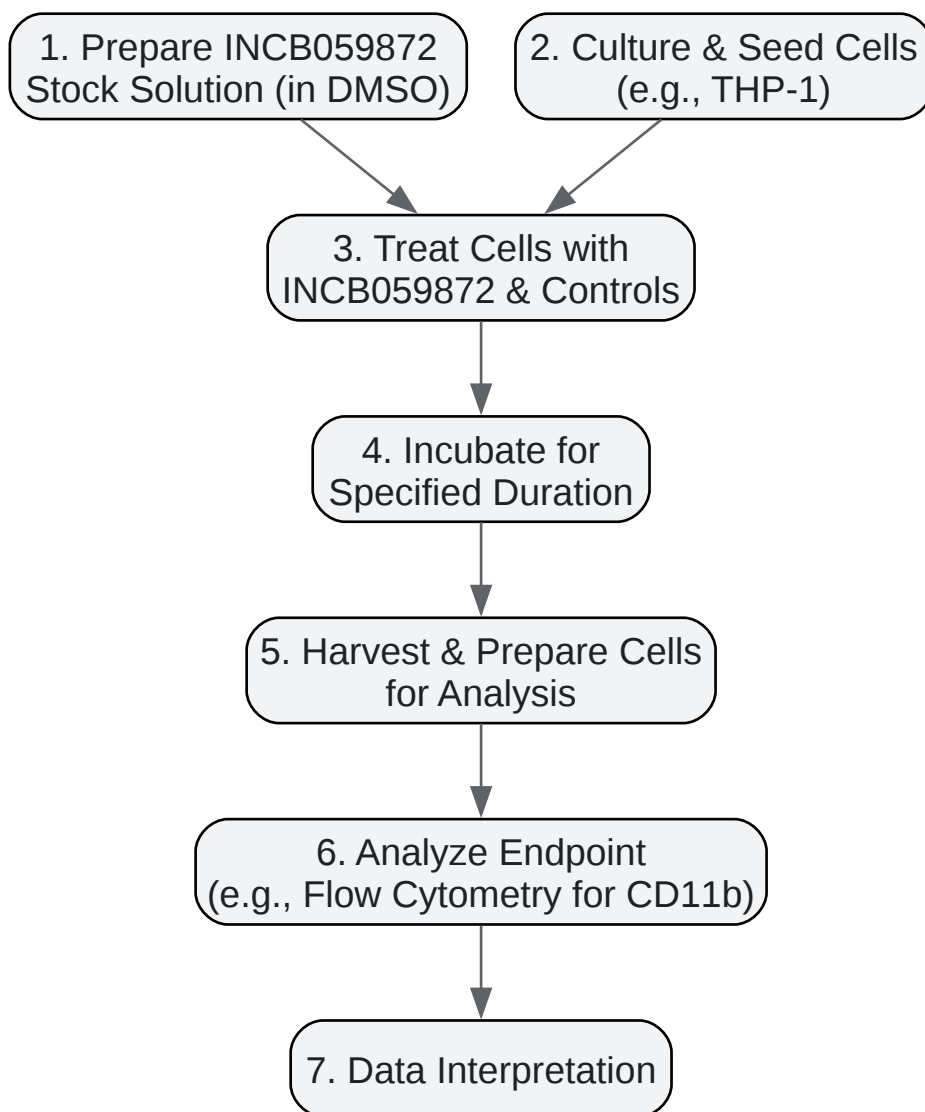 1. Prepare INCB059872
Stock Solution (in DMSO)
2. Culture & Seed Cells
(e.g., THP-1)
3. Treat Cells with
INCB059872 & Controls
4. Incubate for
Specified Duration
5. Harvest & Prepare Cells
for Analysis
6. Analyze Endpoint
(e.g., Flow Cytometry for CD11b)
7. Data Interpretation